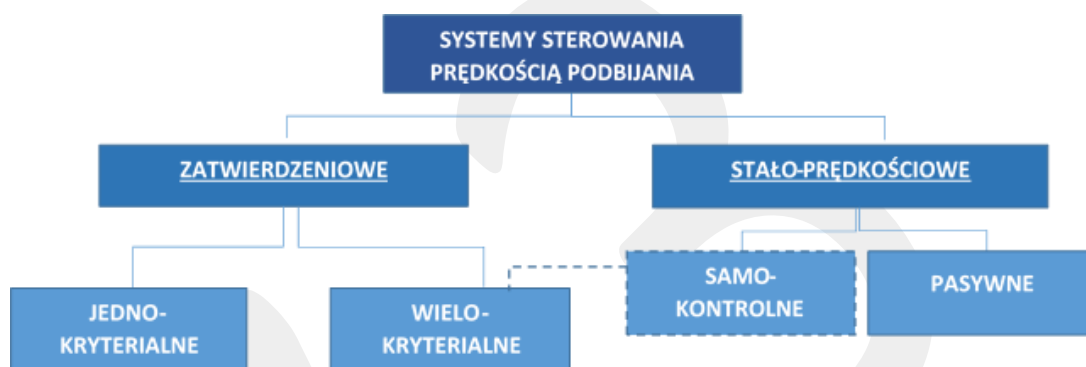 SYSTEMY STEROWANIA
PRĘDKOŚCIĄ PODBIJANIA
ZATWIERDZENIOWE
STAŁO-PRĘDKOŚCIOWE
JEDNO-
KRYTERIALNE
WIELO-
KRYTERIALNE
SAMO-
KONTROLNE
PASYWNE